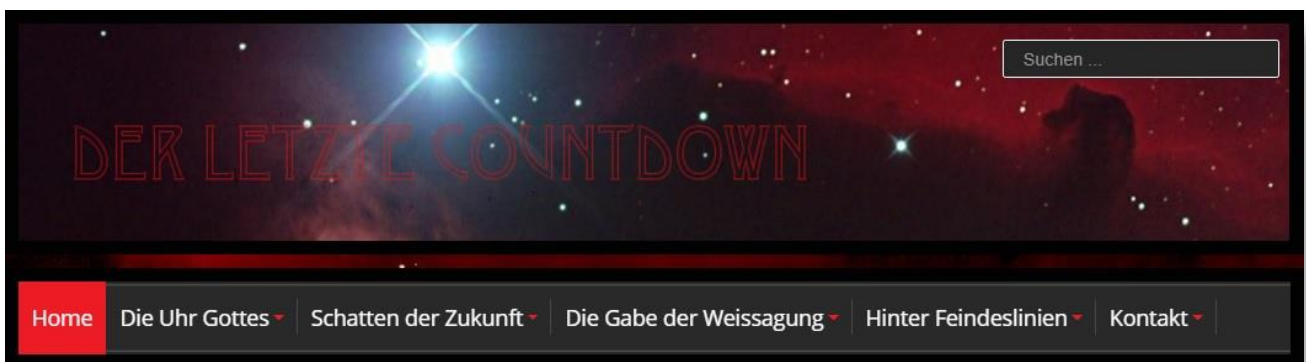 Suchen ...
DER LETZTE COUNTDOWN
Home Die Uhr Gottes Schatten der Zukunft Die Gabe der Weissagung Hinter Feindeslinien Kontakt